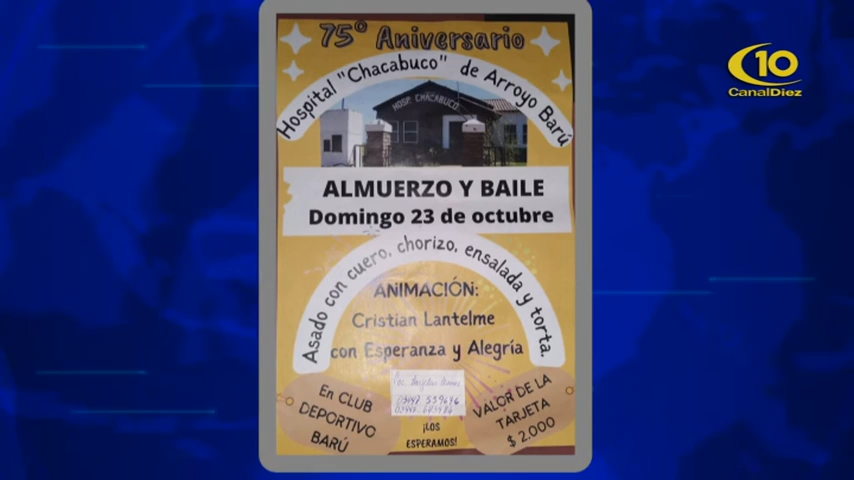 75º Aniversario
Hospital "Chacabuco" de Arroyo Barú
HOSP. CHACABUCO
ALMUERZO Y BAILE
Domingo 23 de octubre
Asado con cuero, chorizo, ensalada y torta.
ANIMACIÓN:
Cristian Lantelme
con Esperanza y Alegría
En CLUB
DEPORTIVO
BARÚ
VALOR DE LA
TARJETA
$ 2.000
¡LOS
ESPERAMOS!
10
CanalDiez